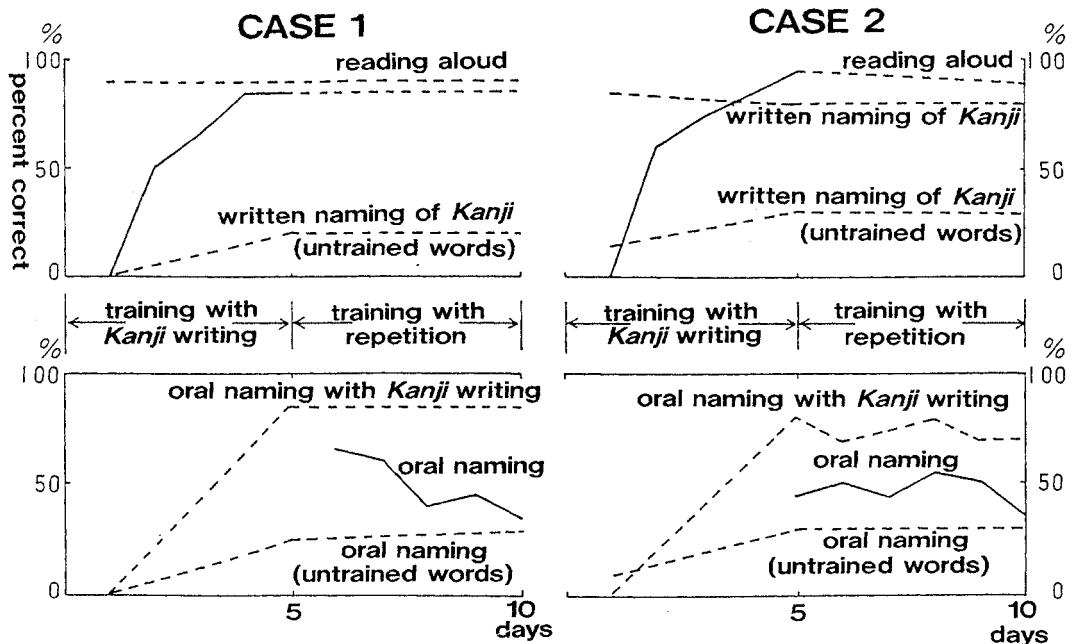 CASE 1
%
100
50
0
percent correct
reading aloud
written naming of Kanji
(untrained words)
CASE 2
%
100
50
0
reading aloud
written naming of Kanji
written naming of Kanji
(untrained words)
training with
Kanji writing
training with
repetition
training with
Kanji writing
training with
repetition
%
100
50
0
oral naming with Kanji writing
oral naming
oral naming
(untrained words)
5
10
days
%
100
50
0
oral naming with Kanji writing
oral naming
oral naming
(untrained words)
5
10
days